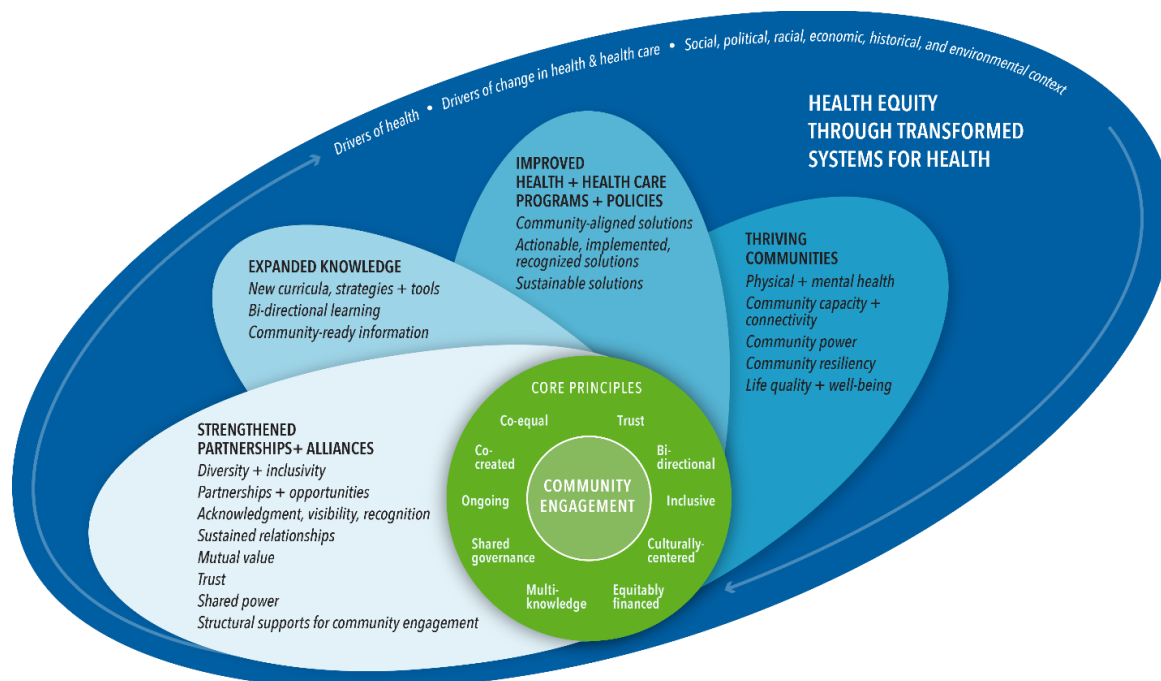 Drivers of health • Drivers of change in health & health care • Social, political, racial, economic, historical, and environmental context
HEALTH EQUITY
THROUGH TRANSFORMED
SYSTEMS FOR HEALTH
IMPROVED
HEALTH + HEALTH CARE
PROGRAMS + POLICIES
Community-aligned solutions
Actionable, implemented,
recognized solutions
Sustainable solutions
THRIVING
COMMUNITIES
Physical + mental health
Community capacity +
connectivity
Community power
Community resiliency
Life quality + well-being
EXPANDED KNOWLEDGE
New curricula, strategies + tools
Bi-directional learning
Community-ready information
STRENGTHENED
PARTNERSHIPS+ ALLIANCES
Diversity + inclusivity
Partnerships + opportunities
Acknowledgment, visibility, recognition
Sustained relationships
Mutual value
Trust
Shared power
Structural supports for community engagement
CORE PRINCIPLES
Co-equal
Trust
Co-
created
Bi-
directional
Ongoing
Inclusive
Shared
governance
Culturally-
centered
Multi-
knowledge
Equitably
financed
COMMUNITY
ENGAGEMENT